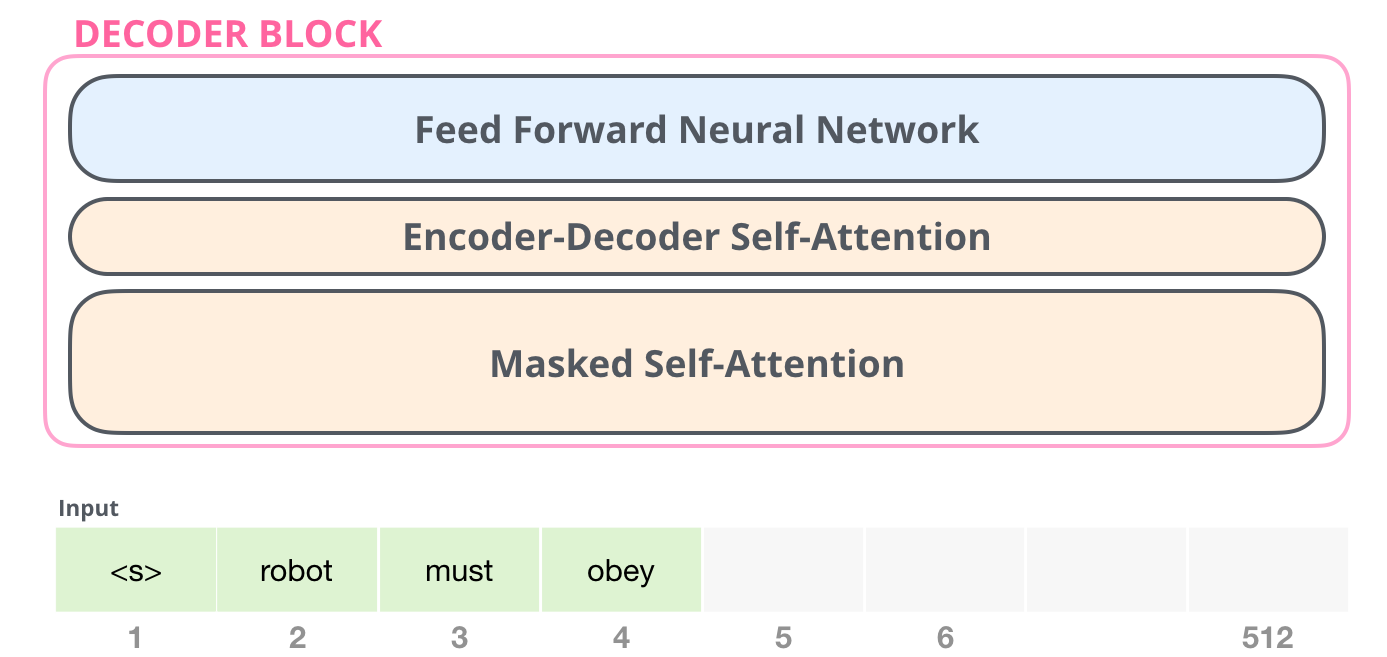 DECODER BLOCK
Feed Forward Neural Network
Encoder-Decoder Self-Attention
Masked Self-Attention
Input
<s> robot must obey
1 2 3 4 5 6 512